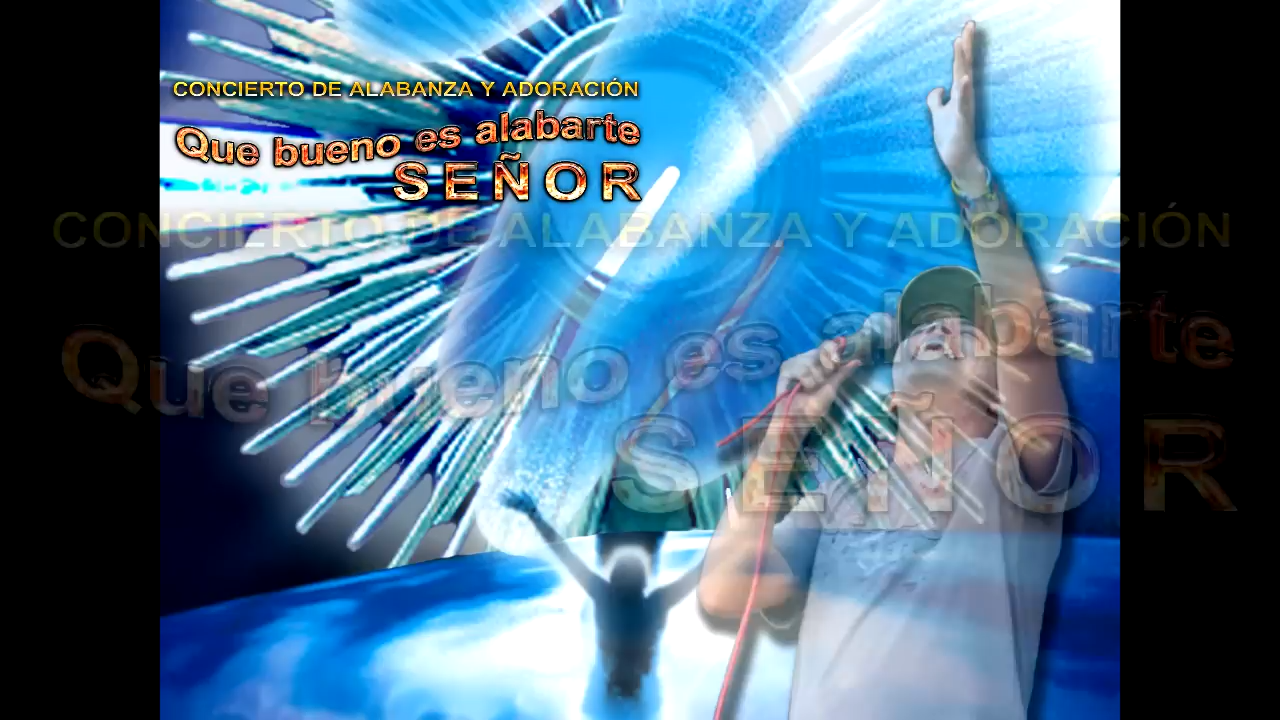 CONCIERTO DE ALABANZA Y ADORACIÓN
Que bueno es alabarte
SEÑOR
CONCIERTO DE ALABANZA Y ADORACIÓN
Que bueno es alabarte
SEÑOR